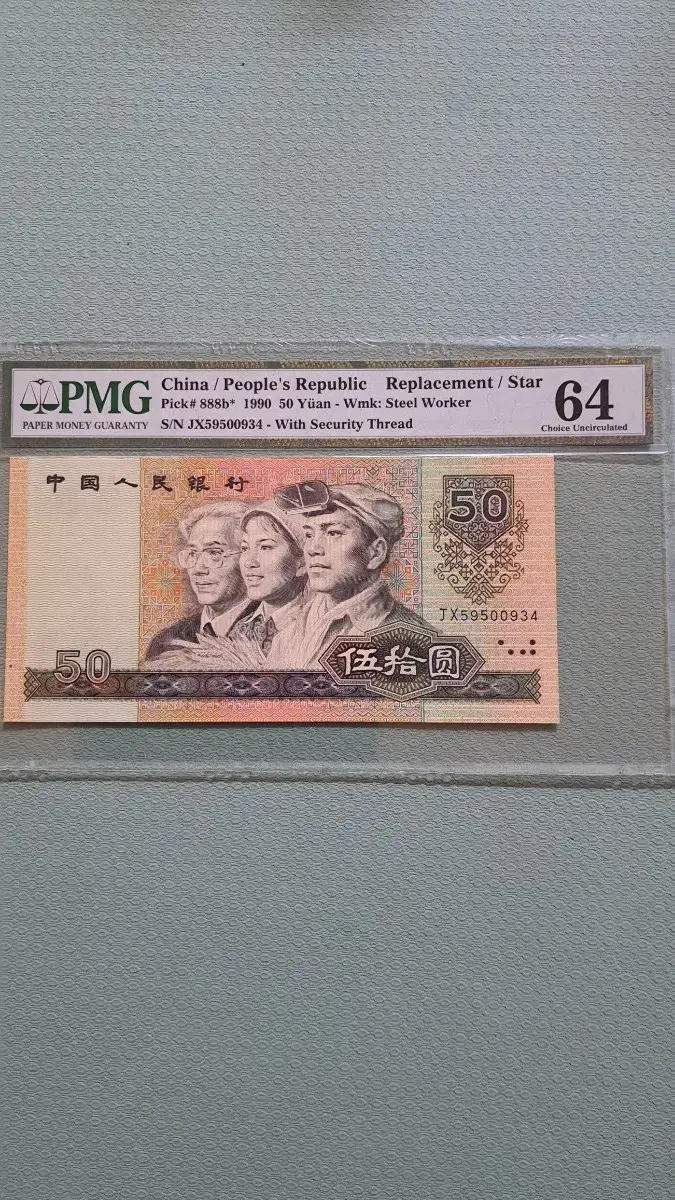 PMG
PAPER MONEY GUARANTY
China / People's Republic Replacement / Star
Pick# 888b* 1990 50 Yüan - Wmk: Steel Worker
S/N JX59500934 - With Security Thread
64
Choice Uncirculated
中国人民银行
50
JX59500934
伍拾圆
50